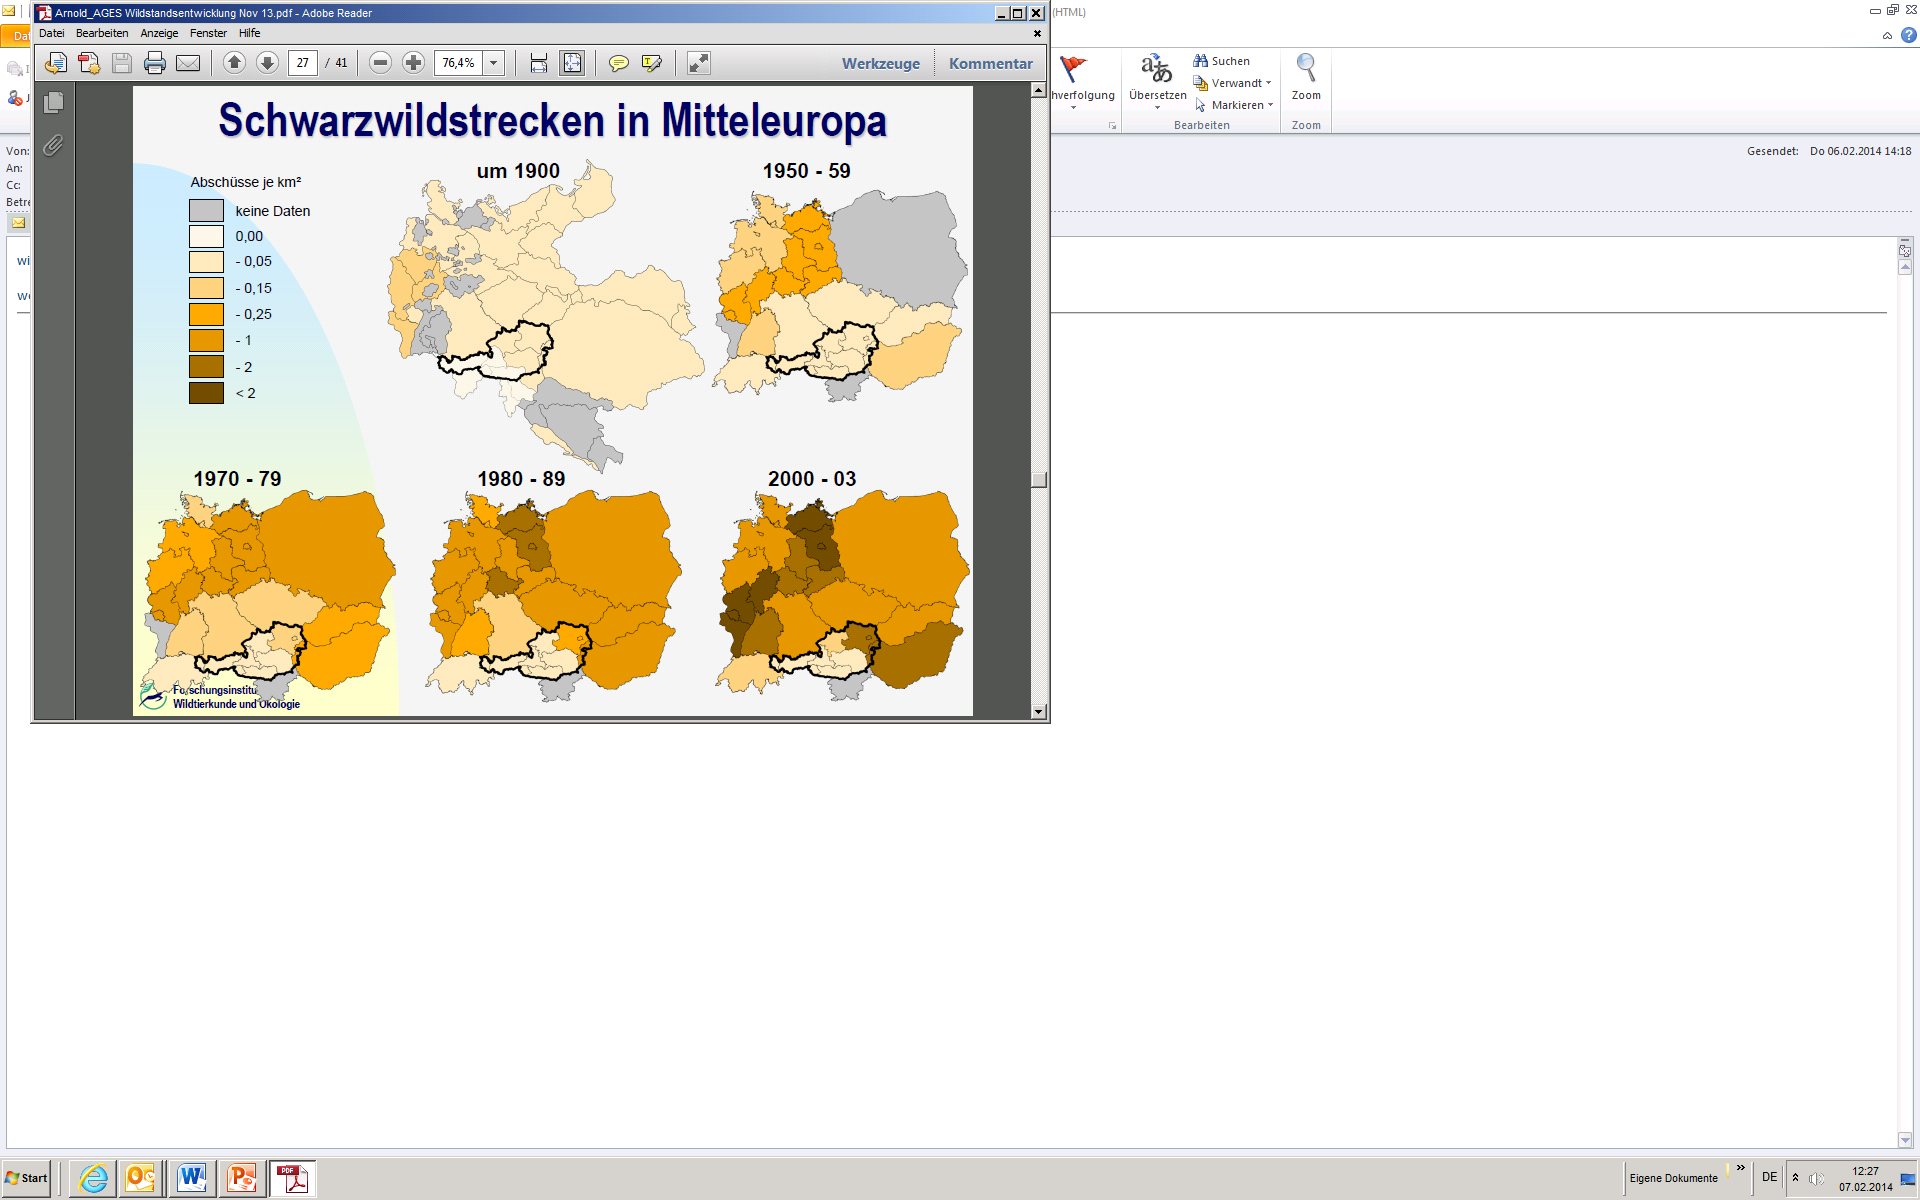 Arnold_AGES Wildstandsentwicklung Nov 13.pdf - Adobe Reader
(HTML)
Datei Bearbeiten Anzeige Fenster Hilfe
27 / 41 76,4% Werkzeuge Kommentar
Suchen
Verwandt
Markieren
hverfolgung
Übersetzen
Zoom
Bearbeiten
Zoom
Von:
An:
Cc:
Betre
Gesendet: Do 06.02.2014 14:18
wi
Schwarzwildstrecken in Mitteleuropa
Abschüsse je km²
keine Daten
0,00
- 0,05
- 0,15
- 0,25
- 1
- 2
< 2
um 1900
1950 - 59
1970 - 79
1980 - 89
2000 - 03
Forschungsinstitu
Wildtierkunde und Ökologie
Start
Eigene Dokumente
»
DE
12:27
07.02.2014